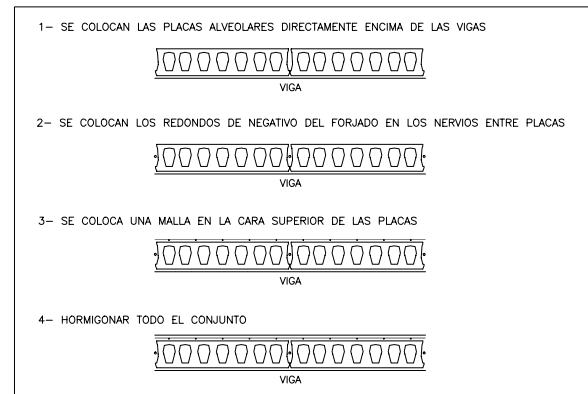 1- SE COLOCAN LAS PLACAS ALVEOLARES DIRECTAMENTE ENCIMA DE LAS VIGAS
VIGA
2- SE COLOCAN LOS REDONDOS DE NEGATIVO DEL FORJADO EN LOS NERVIOS ENTRE PLACAS
VIGA
3- SE COLOCA UNA MALLA EN LA CARA SUPERIOR DE LAS PLACAS
VIGA
4- HORMIGONAR TODO EL CONJUNTO
VIGA